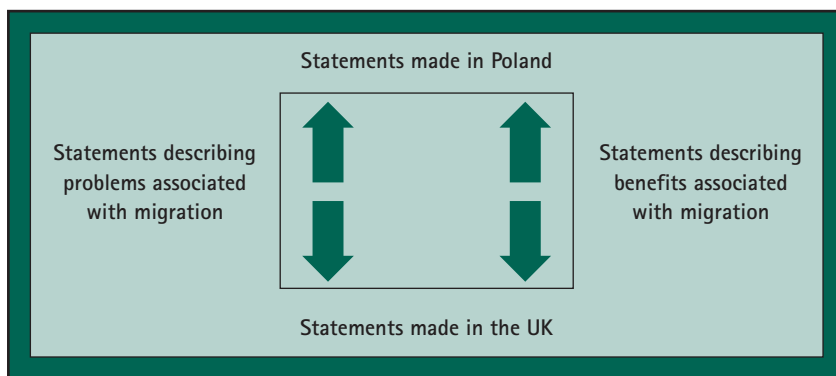 Statements made in Poland
Statements describing
problems associated
with migration
Statements describing
benefits associated
with migration
Statements made in the UK